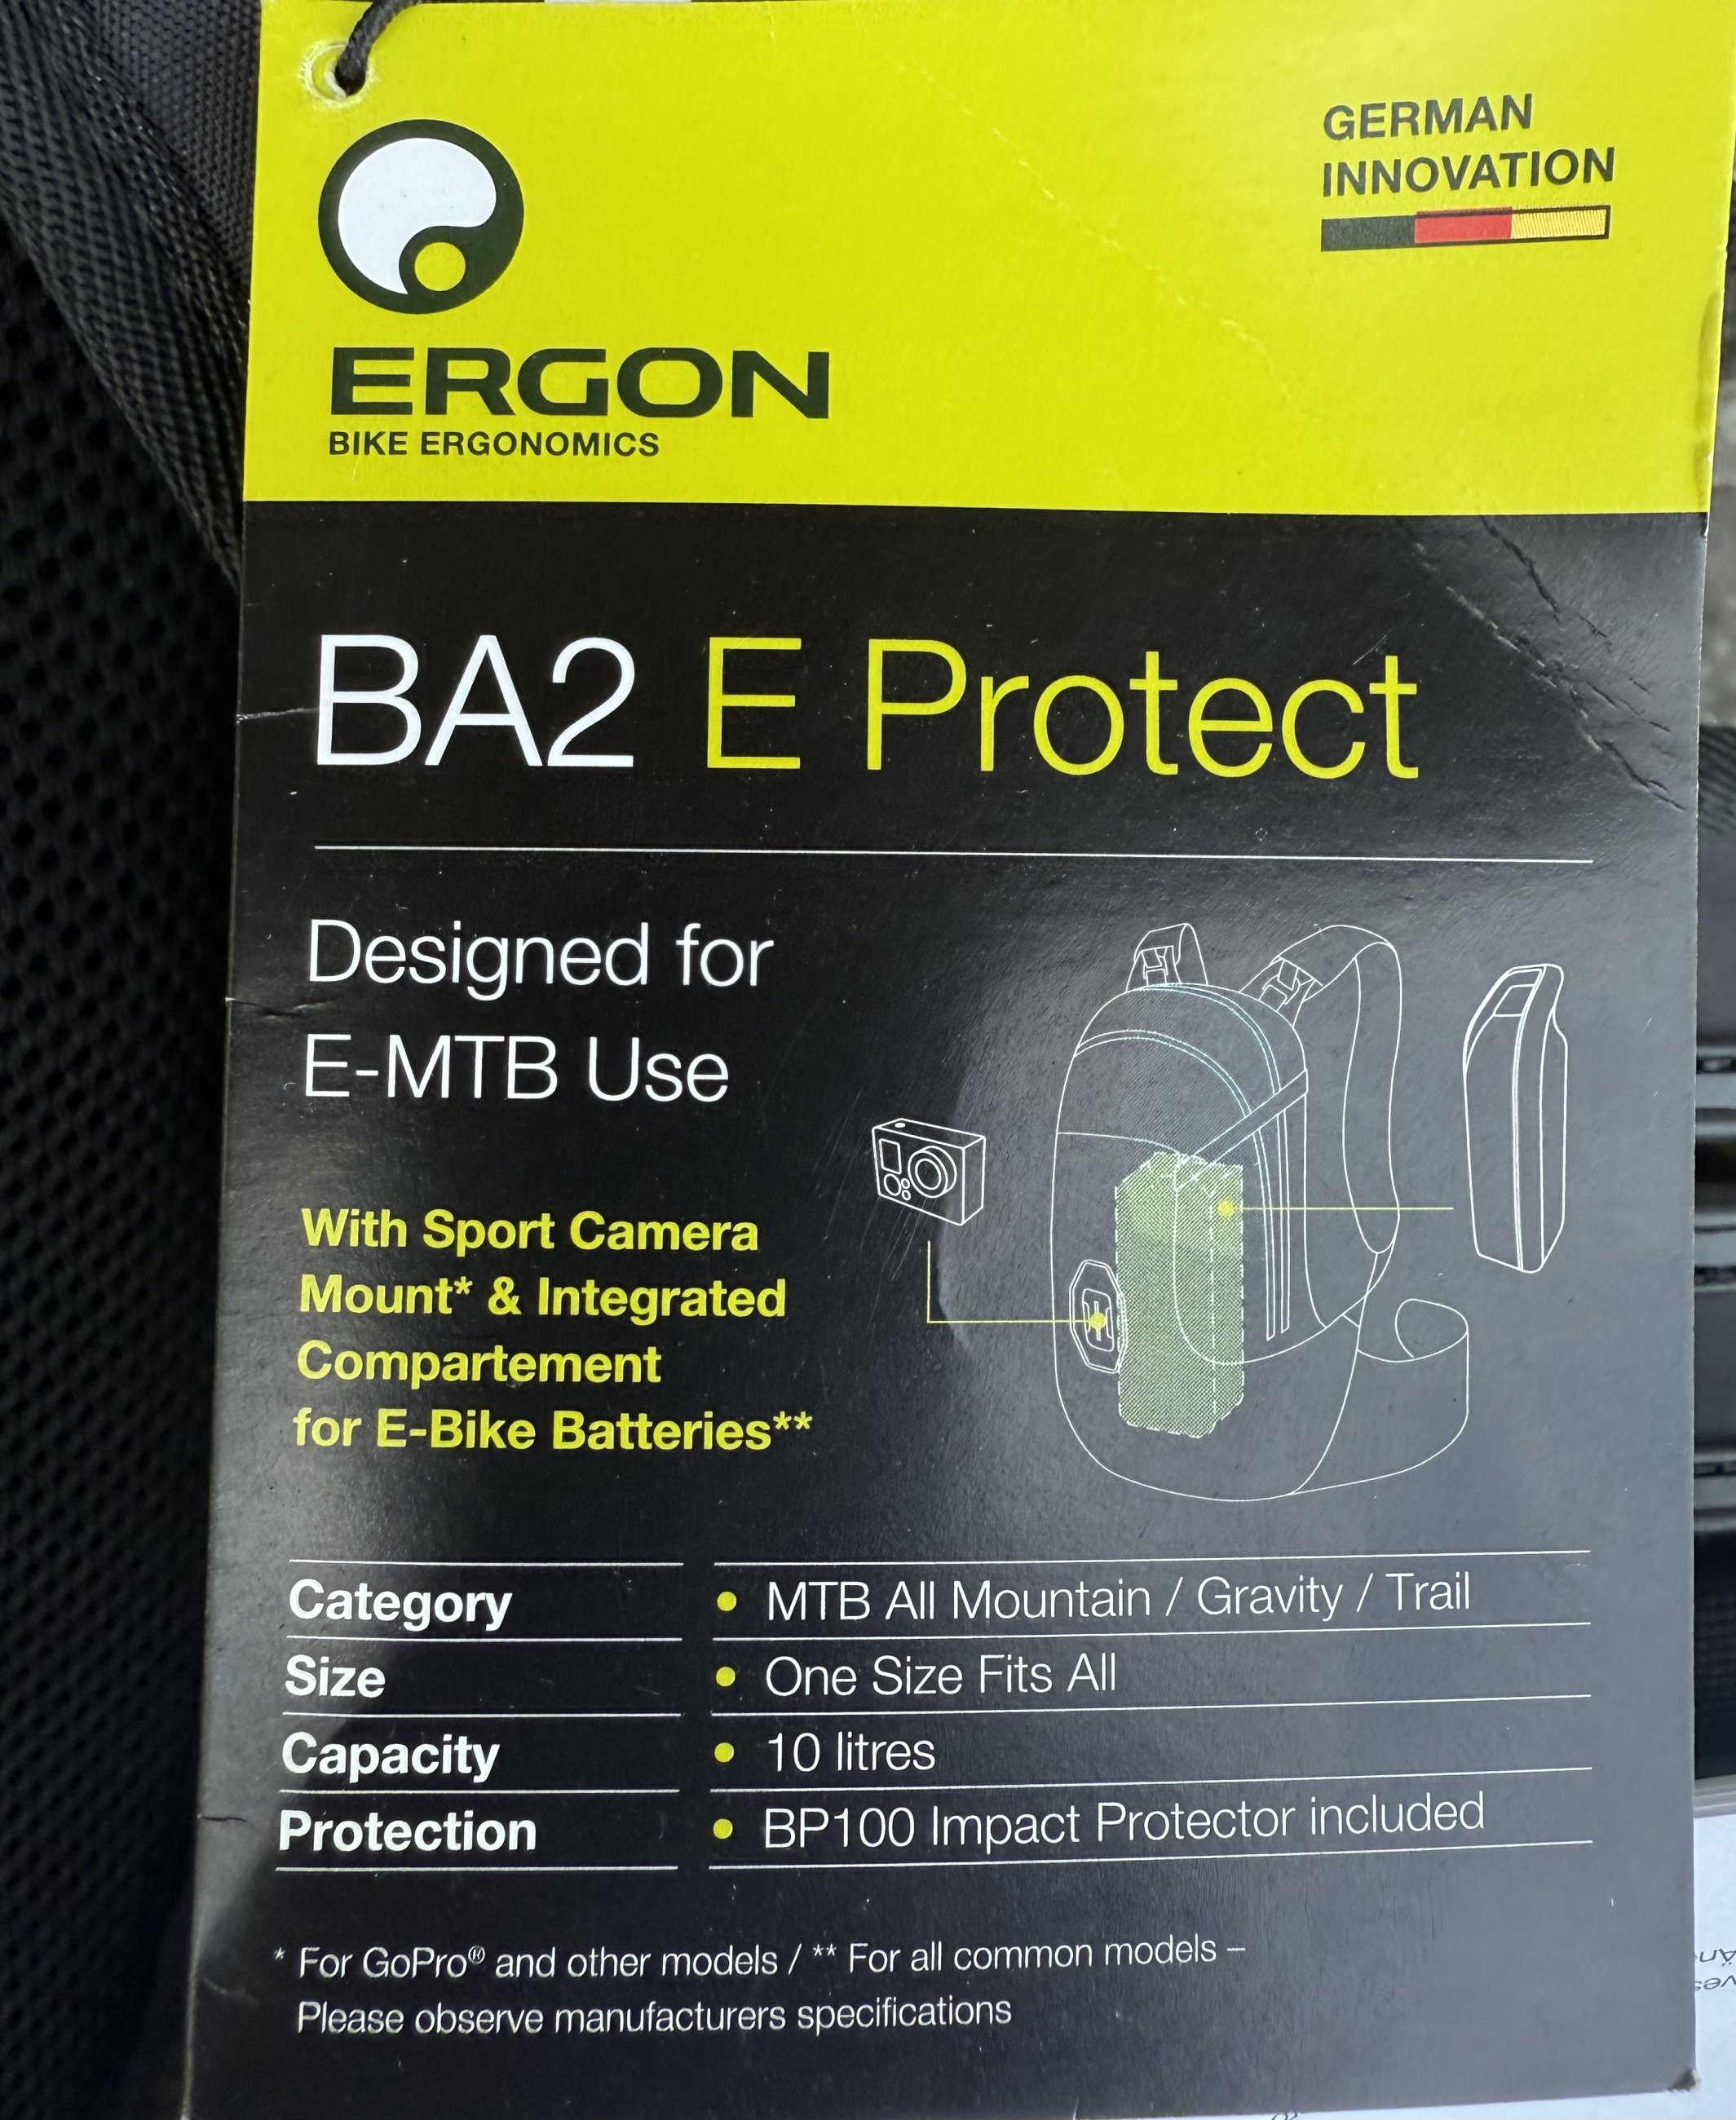 GERMAN
INNOVATION
ERGON
BIKE ERGONOMICS
BA2 E Protect
Designed for
E-MTB Use
With Sport Camera
Mount* & Integrated
Compartement
for E-Bike Batteries**
Category • MTB All Mountain / Gravity / Trail
Size • One Size Fits All
Capacity • 10 litres
Protection • BP100 Impact Protector included
* For GoPro® and other models / ** For all common models –
Please observe manufacturers specifications